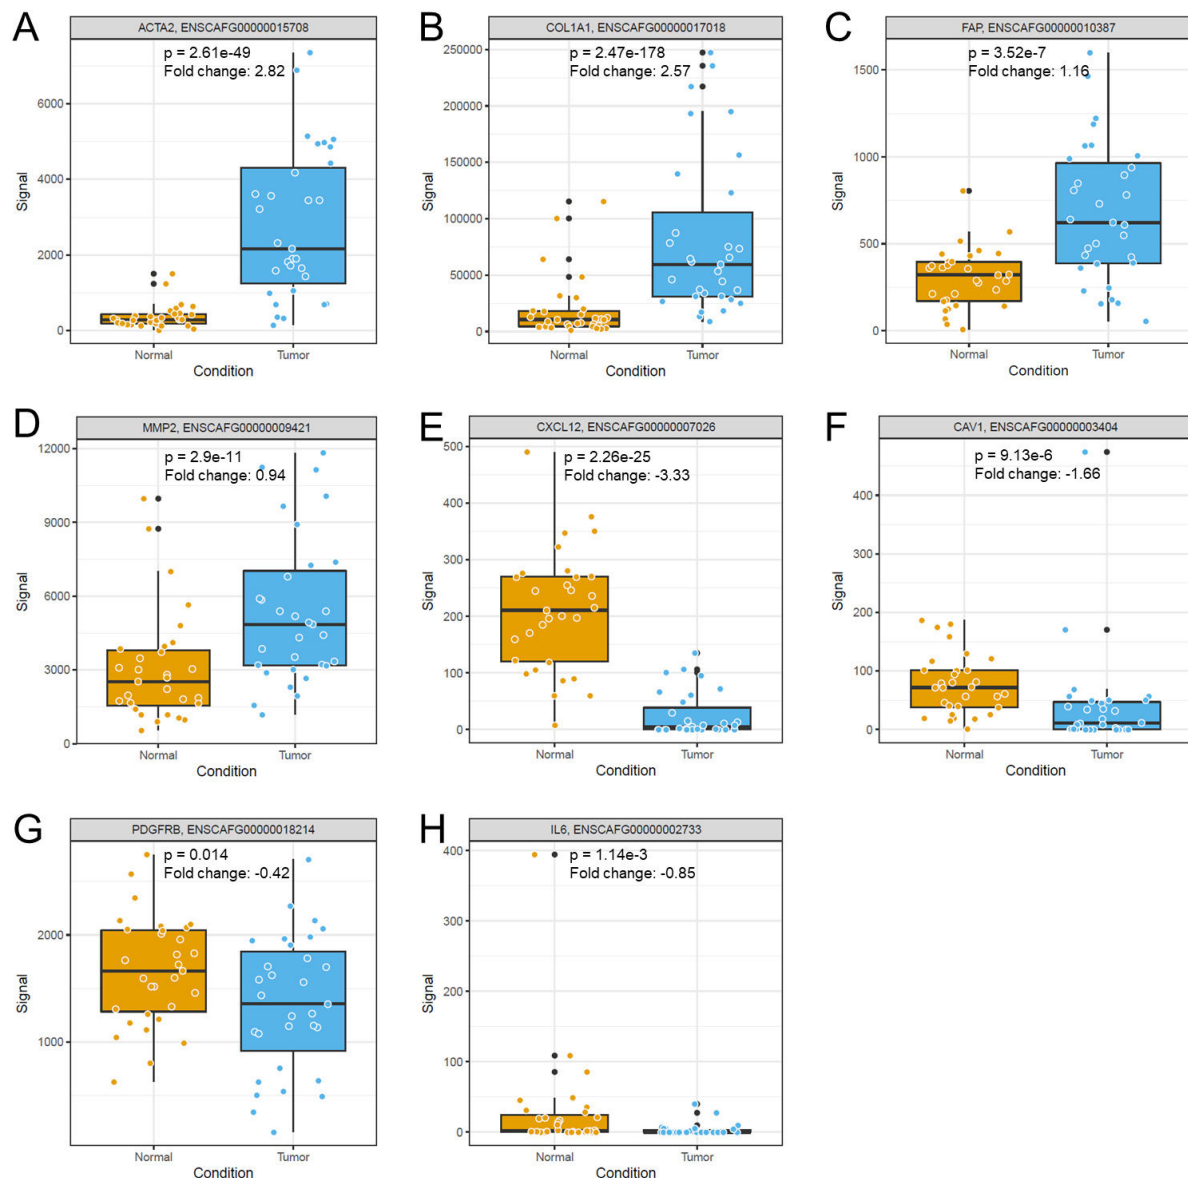 A
ACTA2, ENSCAFG00000015708
p = 2.61e-49
Fold change: 2.82
6000
4000
2000
0
Signal
Normal
Tumor
Condition
B
COL1A1, ENSCAFG00000017018
p = 2.47e-178
Fold change: 2.57
250000
200000
150000
100000
50000
0
Signal
Normal
Tumor
Condition
C
FAP, ENSCAFG00000010387
p = 3.52e-7
Fold change: 1.16
1500
1000
500
0
Signal
Normal
Tumor
Condition
D
MMP2, ENSCAFG00000009421
p = 2.9e-11
Fold change: 0.94
12000
9000
6000
3000
0
Signal
Normal
Tumor
Condition
E
CXCL12, ENSCAFG00000007026
p = 2.26e-25
Fold change: -3.33
500
400
300
200
100
0
Signal
Normal
Tumor
Condition
F
CAV1, ENSCAFG00000003404
p = 9.13e-6
Fold change: -1.66
400
300
200
100
0
Signal
Normal
Tumor
Condition
G
PDGFRB, ENSCAFG00000018214
p = 0.014
Fold change: -0.42
2000
1000
Signal
Normal
Tumor
Condition
H
IL6, ENSCAFG00000002733
p = 1.14e-3
Fold change: -0.85
400
300
200
100
0
Signal
Normal
Tumor
Condition